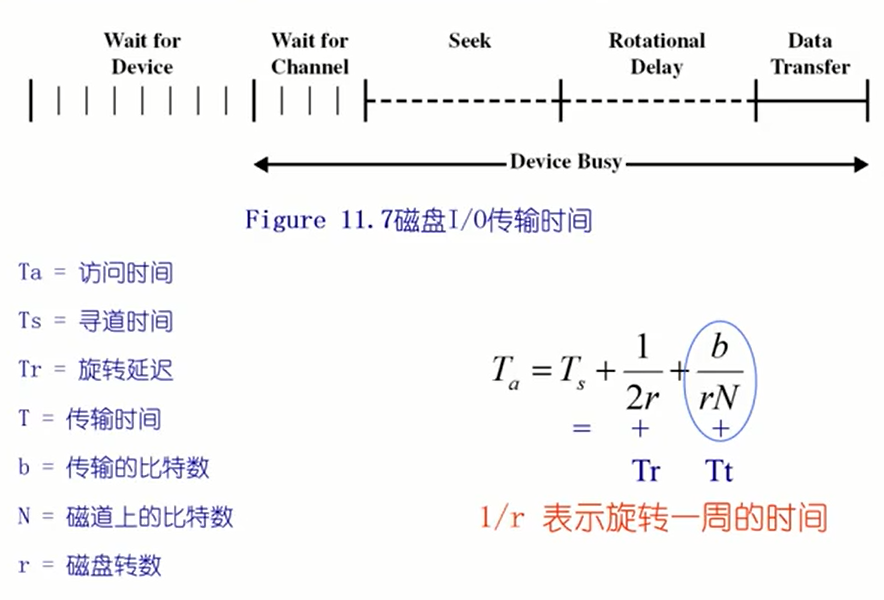 Wait for Device
Wait for Channel
Seek
Rotational Delay
Data Transfer
Device Busy
Figure 11.7磁盘I/O传输时间
Ta = 访问时间
Ts = 寻道时间
Tr = 旋转延迟
T = 传输时间
b = 传输的比特数
N = 磁道上的比特数
r = 磁盘转数
T_a = T_s + 1/2r + b/rN
= + +
Tr Tt
1/r 表示旋转一周的时间